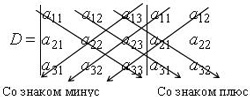 a₁₁ a₁₂ a₁₃ a₁₁ a₁₂
D = a₂₁ a₂₂ a₂₃ a₂₁ a₂₂
a₃₁ a₃₂ a₃₃ a₃₁ a₃₂
Со знаком минус Со знаком плюс